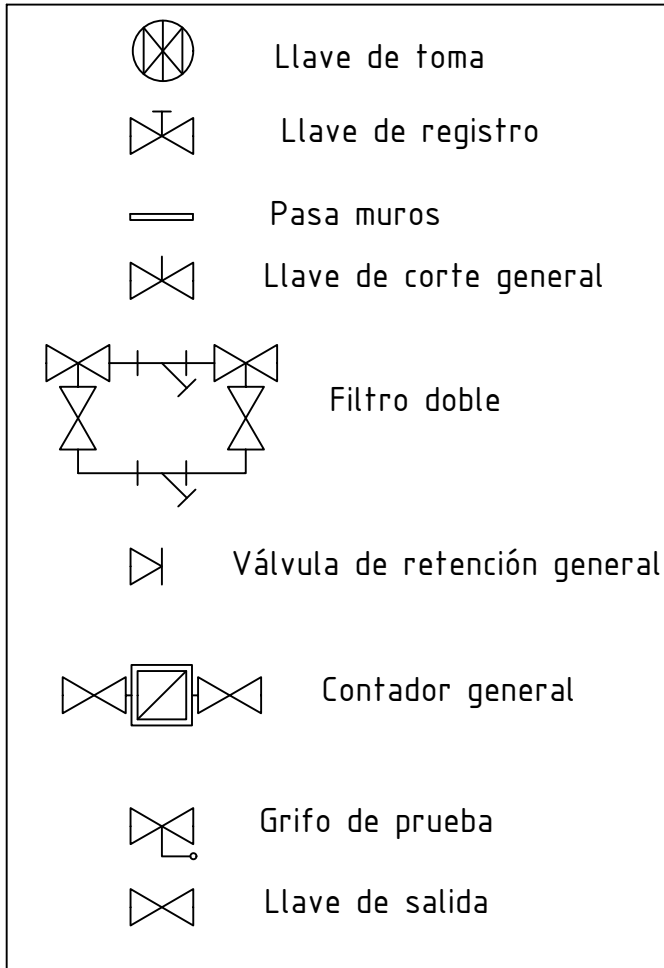 Llave de toma
Llave de registro
Pasa muros
Llave de corte general
Filtro doble
Válvula de retención general
Contador general
Grifo de prueba
Llave de salida